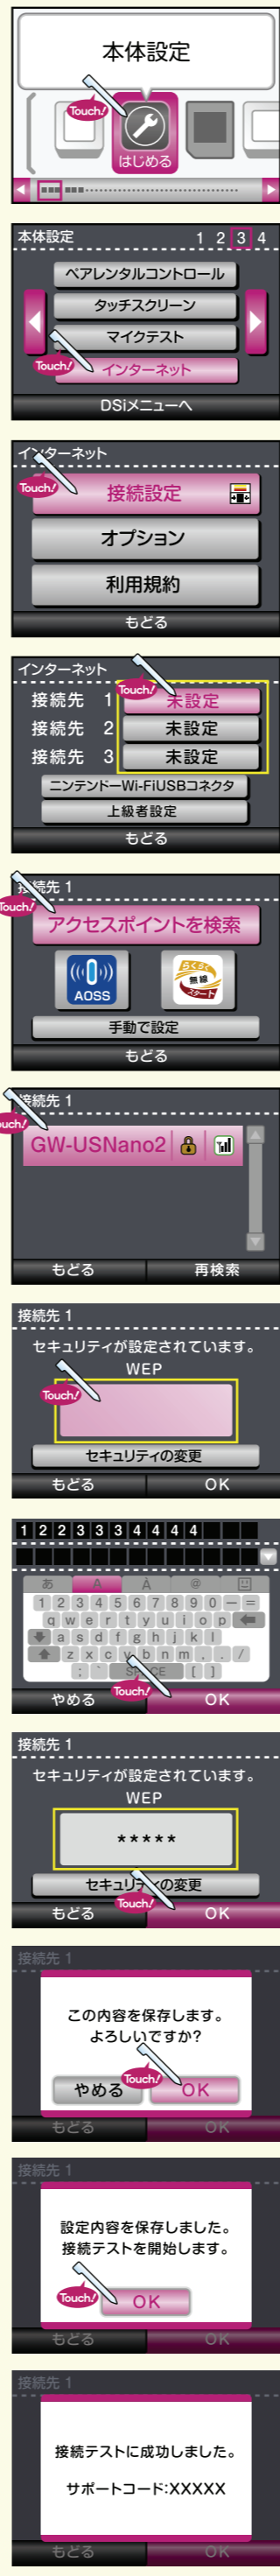 本体設定
Touch!
はじめる
本体設定 1 2 3 4
ペアレンタルコントロール
タッチスクリーン
マイクテスト
Touch! インターネット
DSiメニューへ
インターネット
Touch! 接続設定
オプション
利用規約
もどる
インターネット
接続先 1 Touch! 未設定
接続先 2 未設定
接続先 3 未設定
ニンテンドーWi-FiUSBコネクタ
上級者設定
もどる
接続先 1
Touch! アクセスポイントを検索
AOSS らくらく無線スタート
手動で設定
もどる
接続先 1
Touch!
GW-USNano2
もどる 再検索
接続先 1
セキュリティが設定されています。
WEP
Touch!
セキュリティの変更
もどる OK
1 2 2 3 3 3 4 4 4 4
あ A À @
1 2 3 4 5 6 7 8 9 0 - =
q w e r t y u i o p
a s d f g h j k l
z x c v b n m , . /
; ' SPACE [ ]
やめる Touch! OK
接続先 1
セキュリティが設定されています。
WEP
*****
セキュリティの変更
もどる Touch! OK
接続先 1
この内容を保存します。
よろしいですか?
やめる Touch! OK
もどる OK
接続先 1
設定内容を保存しました。
接続テストを開始します。
Touch! OK
もどる OK
接続先 1
接続テストに成功しました。
サポートコード:XXXXX
もどる OK